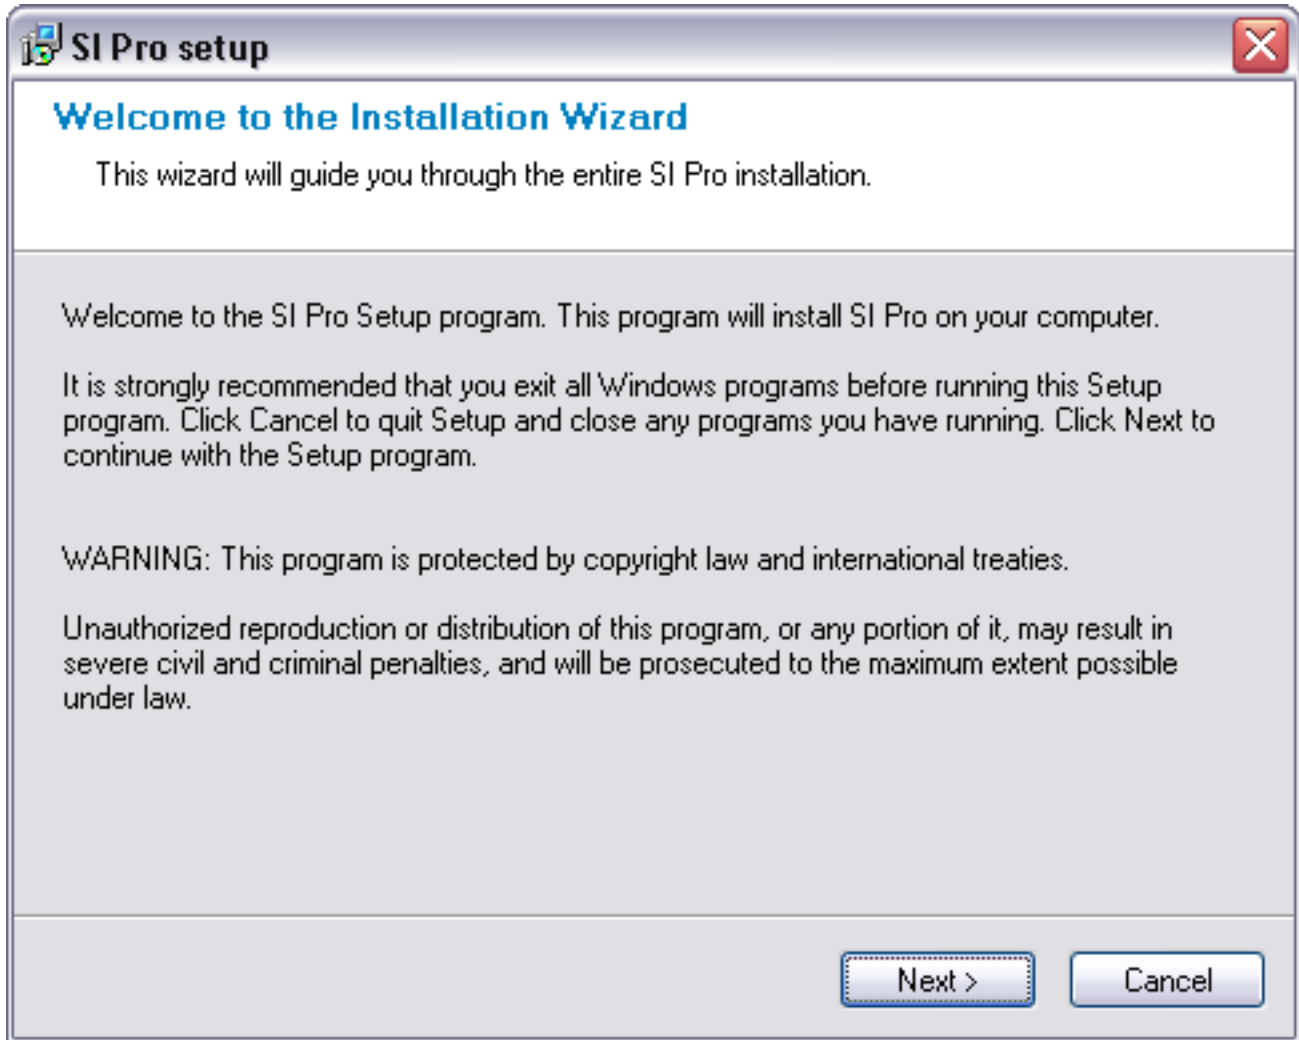 SI Pro setup
Welcome to the Installation Wizard
This wizard will guide you through the entire SI Pro installation.
Welcome to the SI Pro Setup program. This program will install SI Pro on your computer.
It is strongly recommended that you exit all Windows programs before running this Setup
program. Click Cancel to quit Setup and close any programs you have running. Click Next to
continue with the Setup program.
WARNING: This program is protected by copyright law and international treaties.
Unauthorized reproduction or distribution of this program, or any portion of it, may result in
severe civil and criminal penalties, and will be prosecuted to the maximum extent possible
under law.
Next >
Cancel